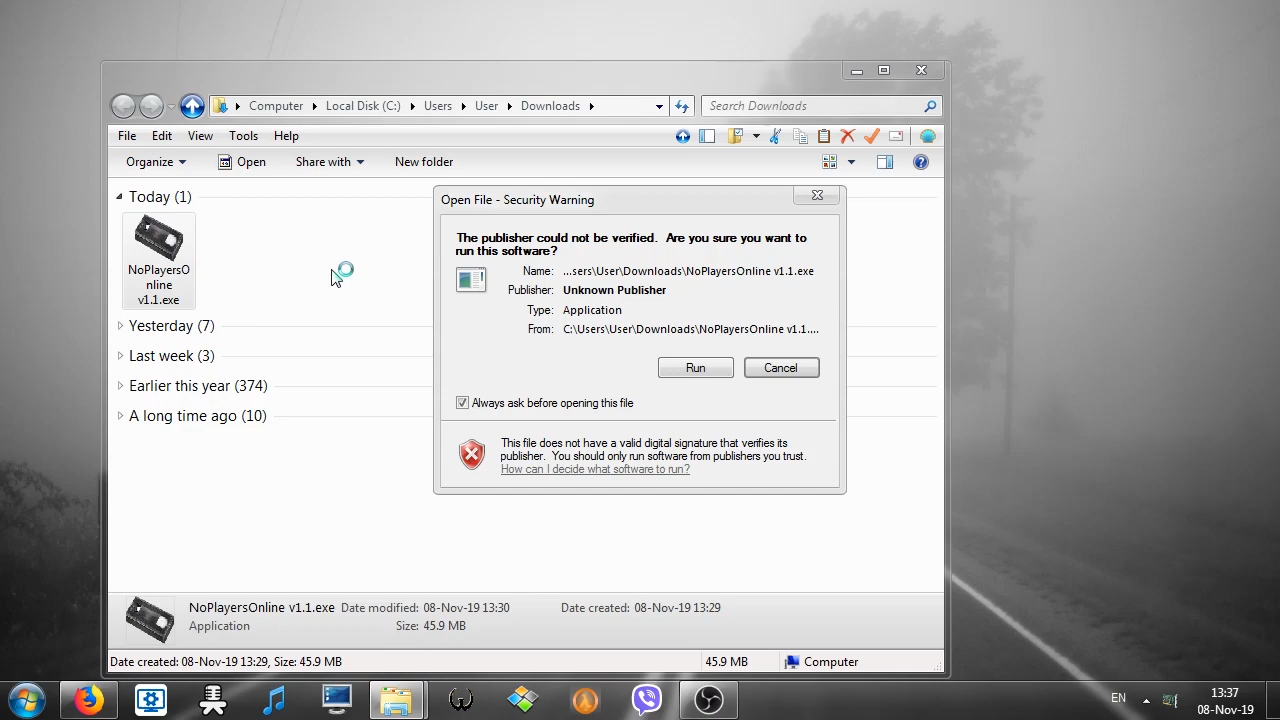 Computer
Local Disk (C:)
Users
User
Downloads
Search Downloads
File Edit View Tools Help
Organize Open Share with New folder
Today (1)
NoPlayersO
nline
v1.1.exe
Yesterday (7)
Last week (3)
Earlier this year (374)
A long time ago (10)
Open File - Security Warning
The publisher could not be verified. Are you sure you want to
run this software?
Name: ...sers\User\Downloads\NoPlayersOnline v1.1.exe
Publisher: Unknown Publisher
Type: Application
From: C:\Users\User\Downloads\NoPlayersOnline v1.1....
Run Cancel
Always ask before opening this file
This file does not have a valid digital signature that verifies its
publisher. You should only run software from publishers you trust.
How can I decide what software to run?
NoPlayersOnline v1.1.exe Date modified: 08-Nov-19 13:30 Date created: 08-Nov-19 13:29
Application Size: 45.9 MB
Date created: 08-Nov-19 13:29, Size: 45.9 MB 45.9 MB Computer
EN 13:37
08-Nov-19